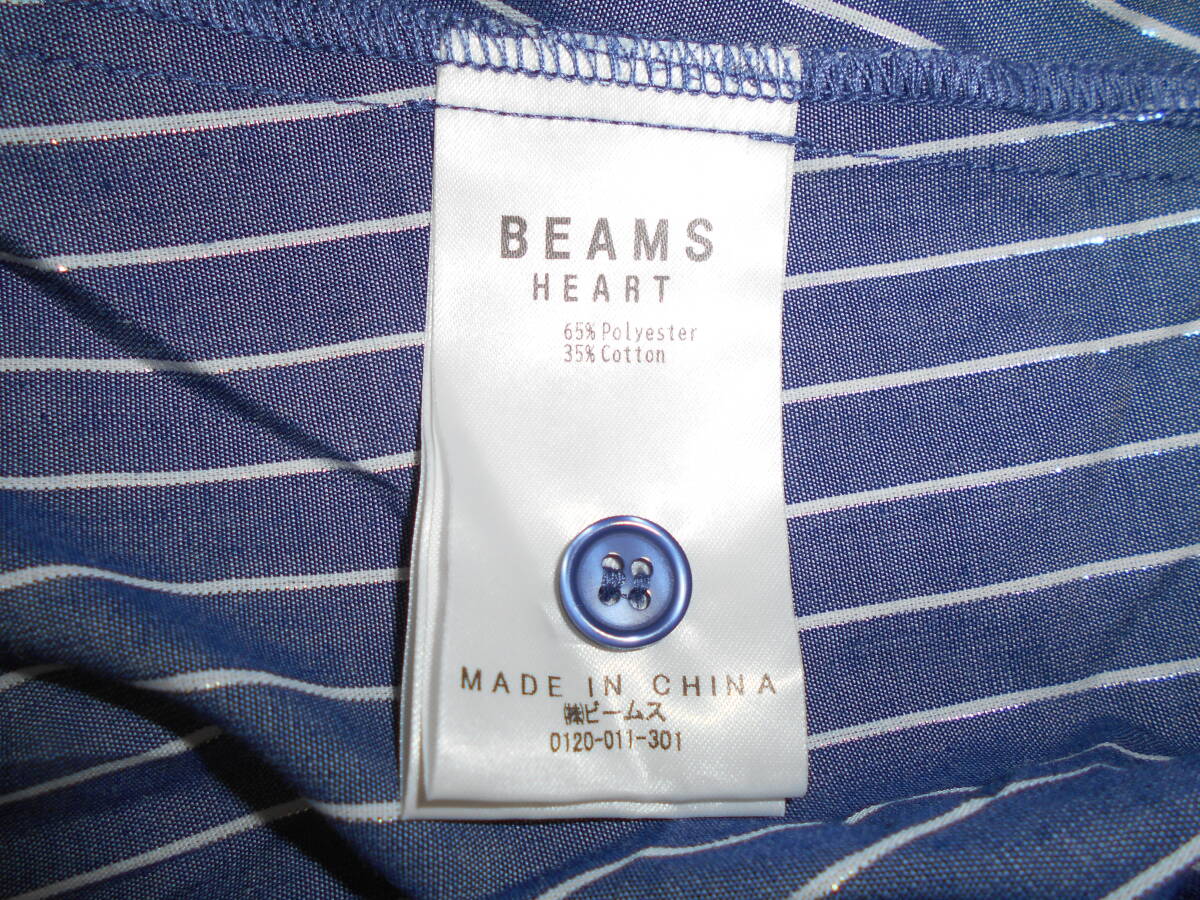 BEAMS
HEART
65% Polyester
35% Cotton
MADE IN CHINA
㈱ビームス
0120-011-301